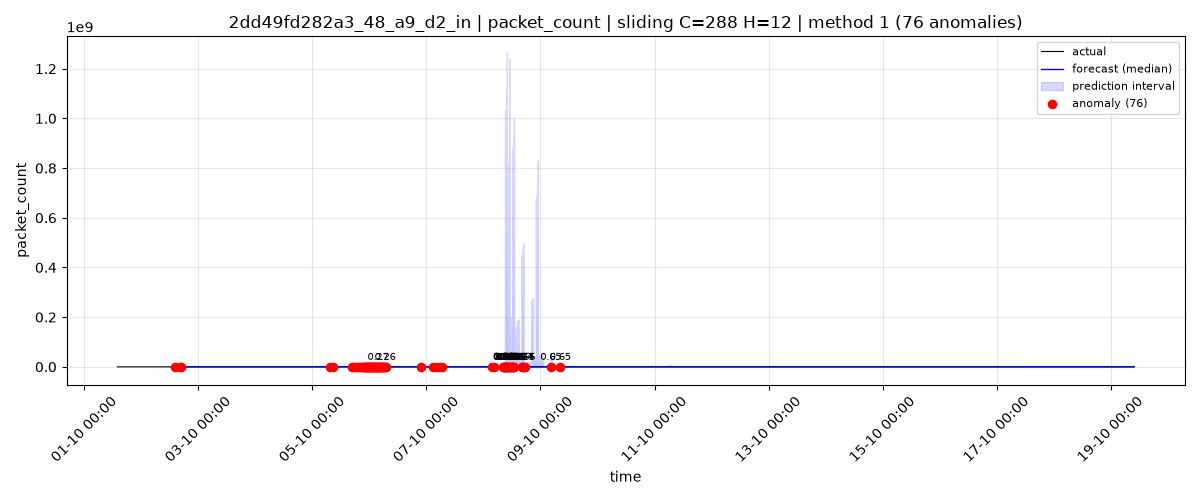 2dd49fd282a3_48_a9_d2_in | packet_count | sliding C=288 H=12 | method 1 (76 anomalies)
1e9
actual
forecast (median)
prediction interval
anomaly (76)
1.2
1.0
0.8
0.6
0.4
0.2
0.0
packet_count
01-10 00:00
03-10 00:00
05-10 00:00
07-10 00:00
09-10 00:00
11-10 00:00
13-10 00:00
15-10 00:00
17-10 00:00
19-10 00:00
time